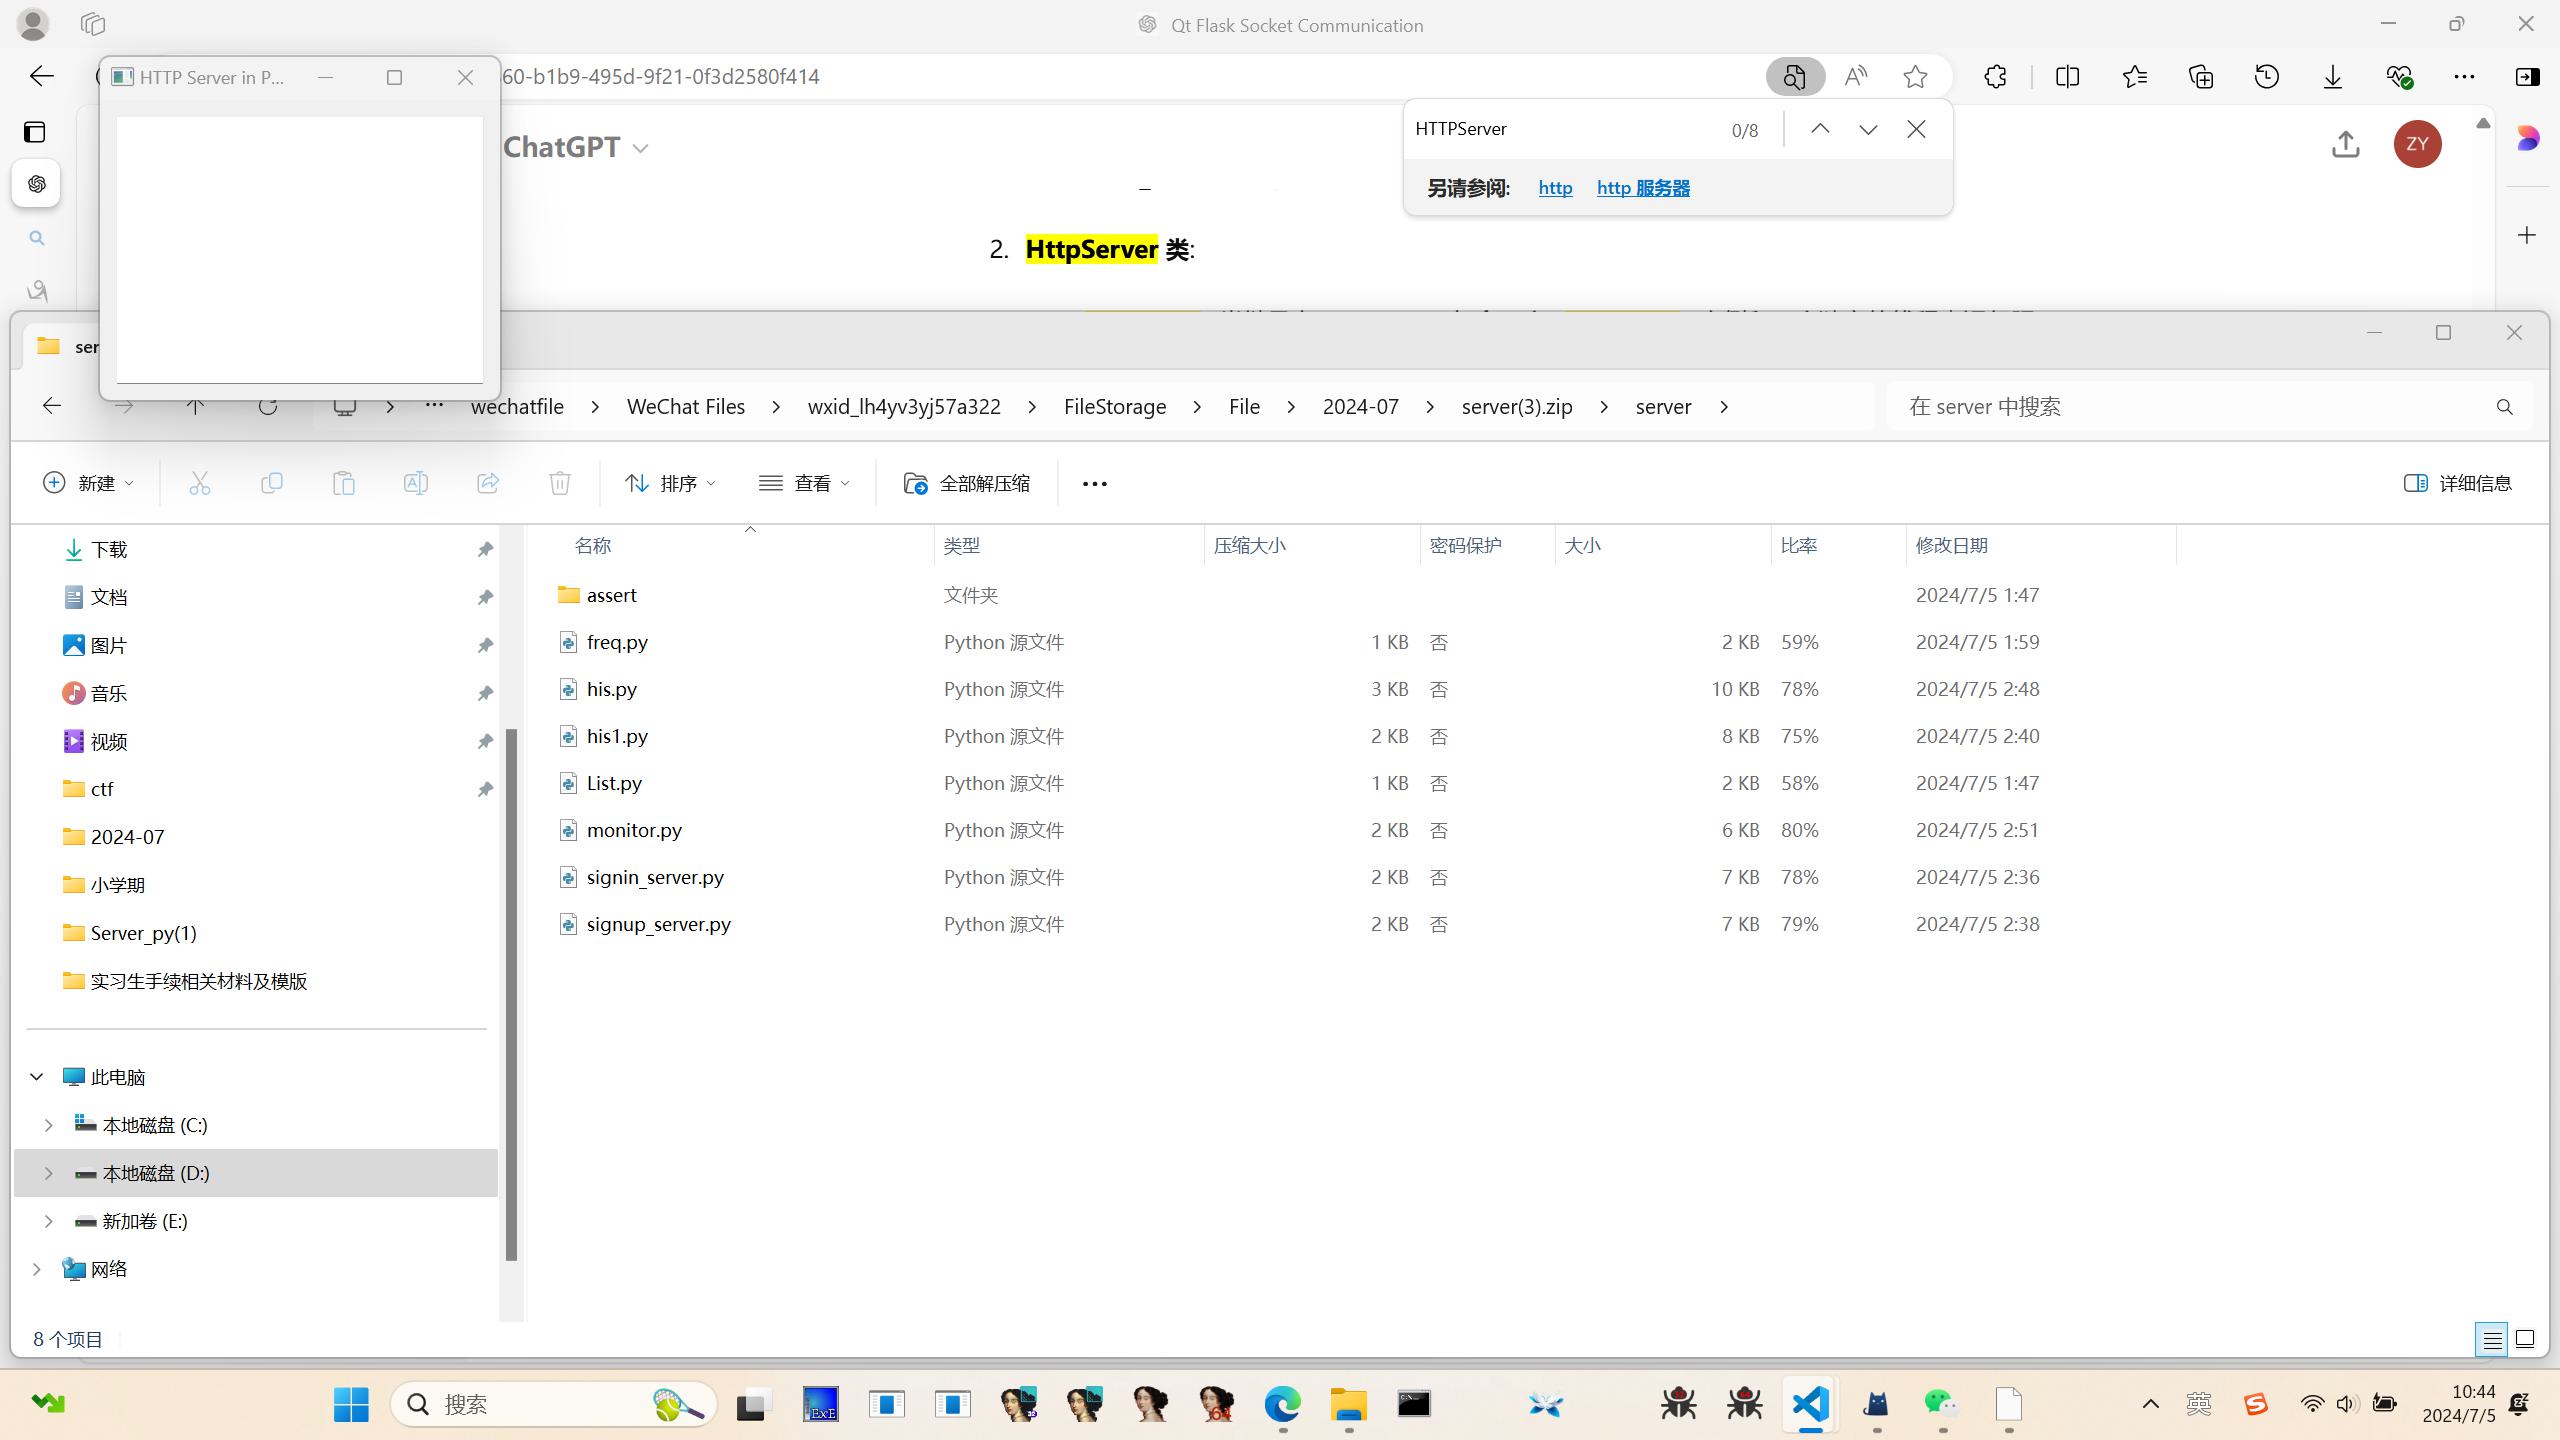 Qt Flask Socket Communication
HTTP Server in P...
60-b1b9-495d-9f21-0f3d2580f414
HTTPServer
0/8
另请参阅:
http
http 服务器
ChatGPT
ZY
2. HttpServer 类:
ser
wechatfile
WeChat Files
wxid_lh4yv3yj57a322
FileStorage
File
2024-07
server(3).zip
server
在 server 中搜索
新建
排序
查看
全部解压缩
详细信息
下载
文档
图片
音乐
视频
ctf
2024-07
小学期
Server_py(1)
实习生手续相关材料及模版
此电脑
本地磁盘 (C:)
本地磁盘 (D:)
新加卷 (E:)
网络
名称 类型 压缩大小 密码保护 大小 比率 修改日期
assert 文件夹 2024/7/5 1:47
freq.py Python 源文件 1 KB 否 2 KB 59% 2024/7/5 1:59
his.py Python 源文件 3 KB 否 10 KB 78% 2024/7/5 2:48
his1.py Python 源文件 2 KB 否 8 KB 75% 2024/7/5 2:40
List.py Python 源文件 1 KB 否 2 KB 58% 2024/7/5 1:47
monitor.py Python 源文件 2 KB 否 6 KB 80% 2024/7/5 2:51
signin_server.py Python 源文件 2 KB 否 7 KB 78% 2024/7/5 2:36
signup_server.py Python 源文件 2 KB 否 7 KB 79% 2024/7/5 2:38
8 个项目
搜索
ExE
64
英
10:44
2024/7/5